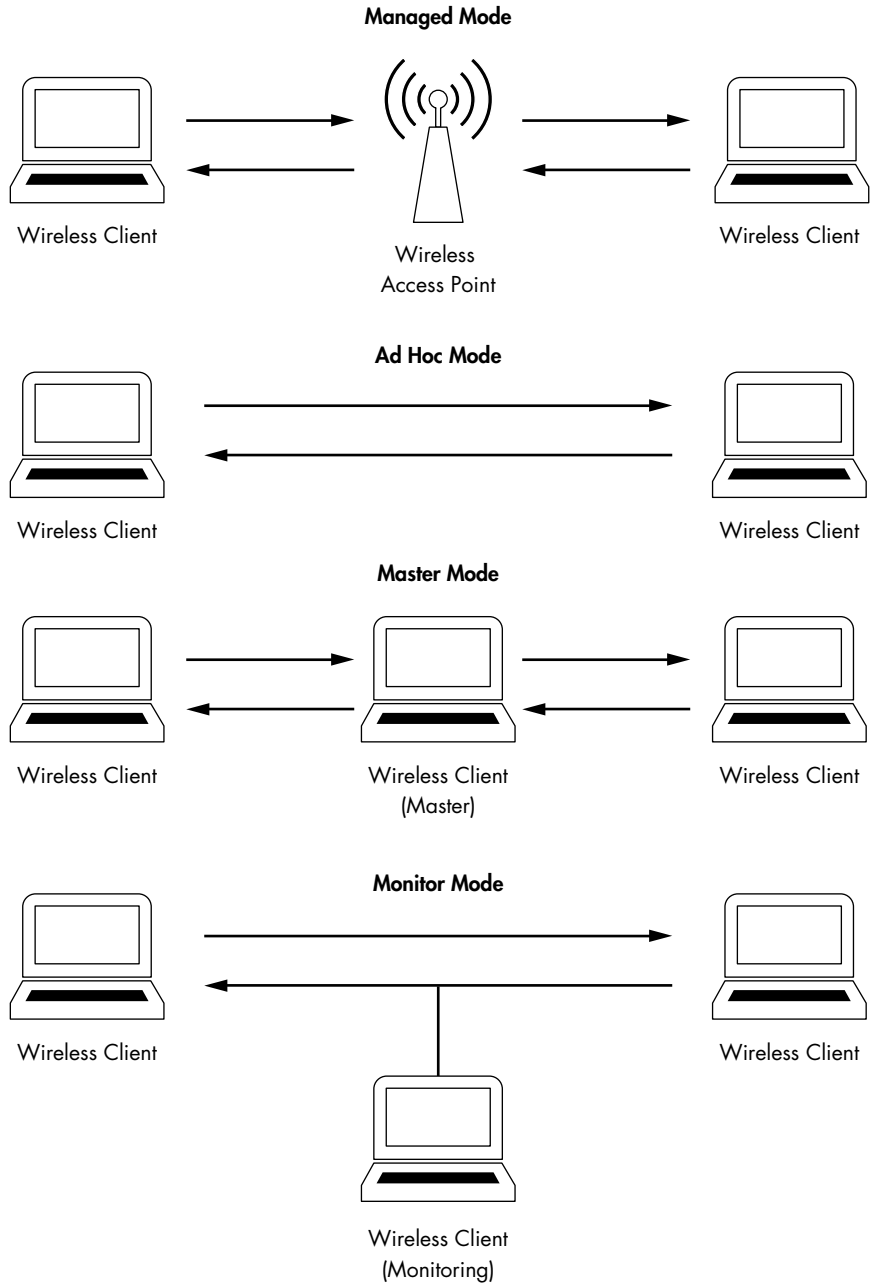 Managed Mode
Wireless Client
Wireless
Access Point
Wireless Client
Ad Hoc Mode
Wireless Client
Wireless Client
Master Mode
Wireless Client
Wireless Client
(Master)
Wireless Client
Monitor Mode
Wireless Client
Wireless Client
Wireless Client
(Monitoring)